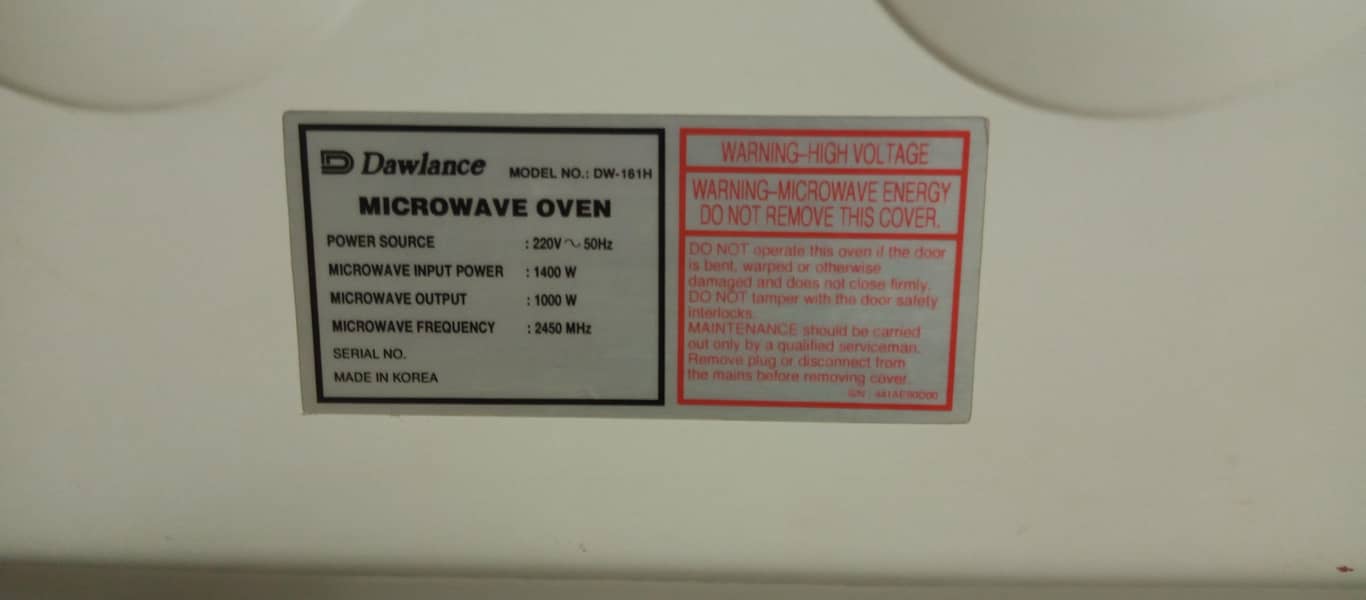 Dawlance MODEL NO.: DW-181H
MICROWAVE OVEN
POWER SOURCE : 220V ~ 50Hz
MICROWAVE INPUT POWER : 1400 W
MICROWAVE OUTPUT : 1000 W
MICROWAVE FREQUENCY : 2450 MHz
SERIAL NO.
MADE IN KOREA
WARNING-HIGH VOLTAGE
WARNING-MICROWAVE ENERGY
DO NOT REMOVE THIS COVER.
DO NOT operate this oven if the door
is bent, warped or otherwise
damaged and does not close firmly.
DO NOT tamper with the door safety
interlocks.
MAINTENANCE should be carried
out only by a qualified serviceman.
Remove plug or disconnect from
the mains before removing cover.